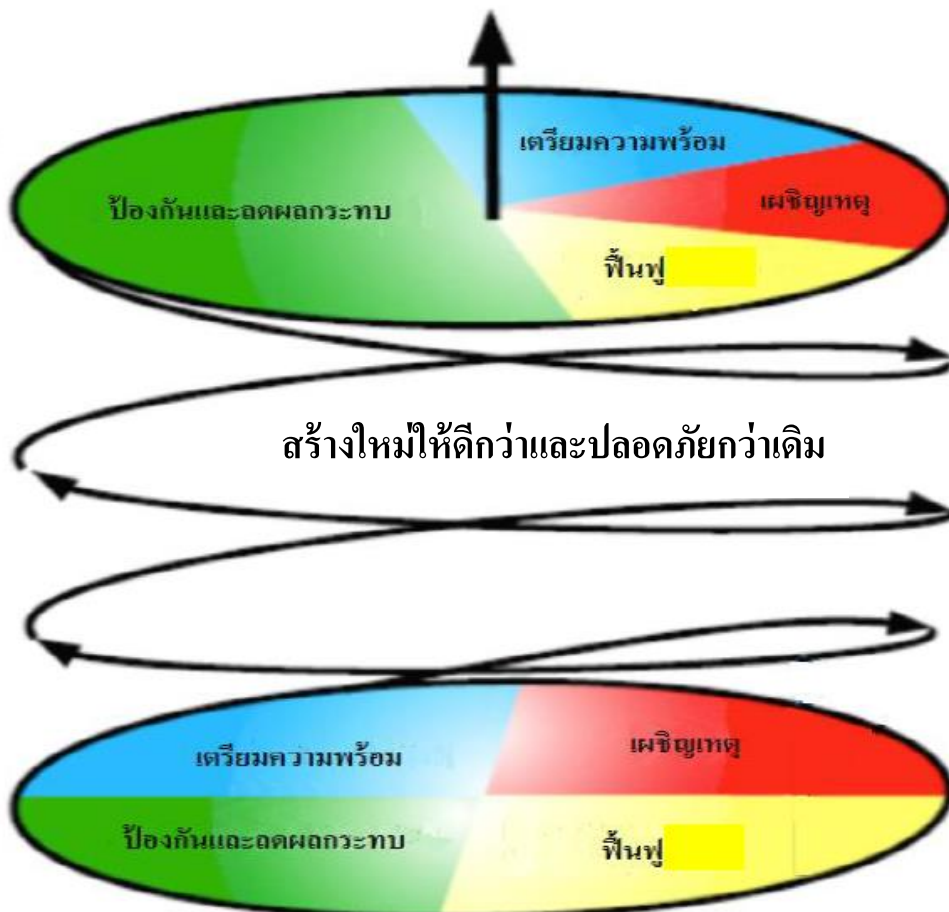 เตรียมความพร้อม
ป้องกันและลดผลกระทบ
เผชิญเหตุ
ฟื้นฟู
สร้างใหม่ให้ดีกว่าและปลอดภัยกว่าเดิม
เตรียมความพร้อม
เผชิญเหตุ
ป้องกันและลดผลกระทบ
ฟื้นฟู